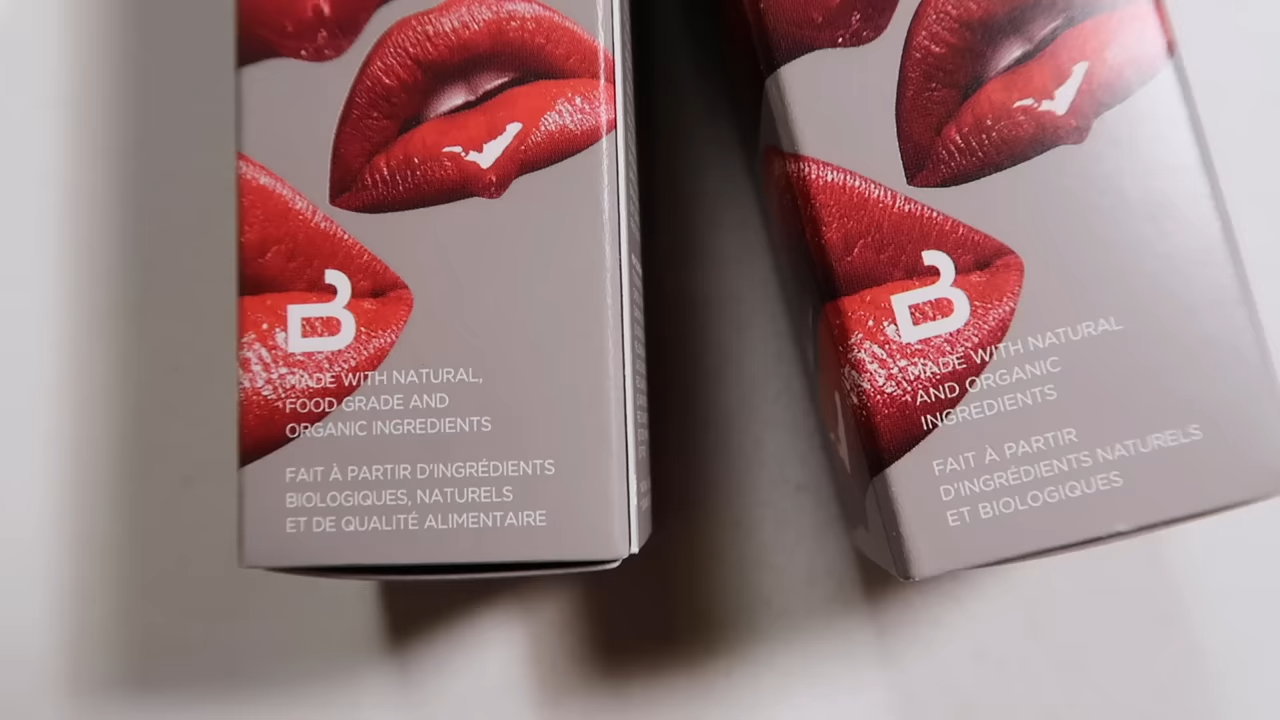 B
MADE WITH NATURAL,
FOOD GRADE AND
ORGANIC INGREDIENTS
FAIT À PARTIR D'INGRÉDIENTS
BIOLOGIQUES, NATURELS
ET DE QUALITÉ ALIMENTAIRE
B
MADE WITH NATURAL
AND ORGANIC
INGREDIENTS
FAIT À PARTIR
D'INGRÉDIENTS NATURELS
ET BIOLOGIQUES